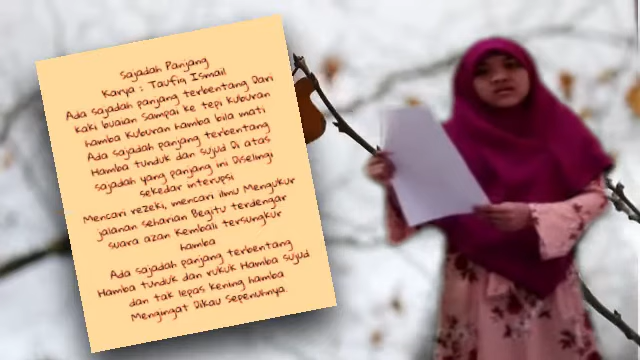 Sajadah Panjang
Karya : Taufiq Ismail
Ada sajadah panjang terbentang Dari
kaki buaian Sampai ke tepi kuburan
hamba Kuburan hamba bila mati
Ada sajadah panjang terbentang
Hamba tunduk dan sujud Di atas
sajadah yang panjang ini Diselingi
sekedar interupsi
Mencari rezeki, mencari ilmu Mengukur
jalanan seharian Begitu terdengar
suara azan Kembali tersungkur
hamba
Ada sajadah panjang terbentang
Hamba tunduk dan rukuk Hamba sujud
dan tak lepas kening hamba
Mengingat Dikau Sepenuhnya.